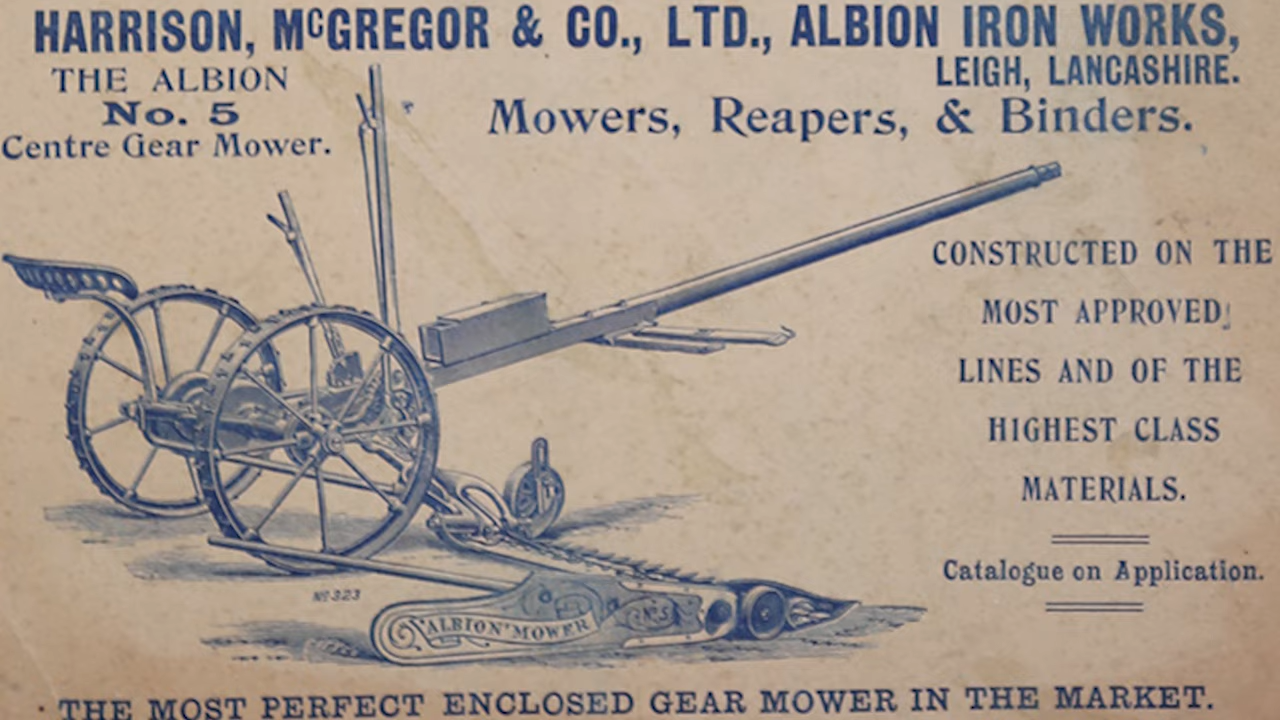 HARRISON, McGREGOR & CO., LTD., ALBION IRON WORKS,
LEIGH, LANCASHIRE.
THE ALBION
No. 5
Centre Gear Mower.
Mowers, Reapers, & Binders.
CONSTRUCTED ON THE
MOST APPROVED
LINES AND OF THE
HIGHEST CLASS
MATERIALS.
Catalogue on Application.
No 323
"ALBION" MOWER
No 5
THE MOST PERFECT ENCLOSED GEAR MOWER IN THE MARKET.